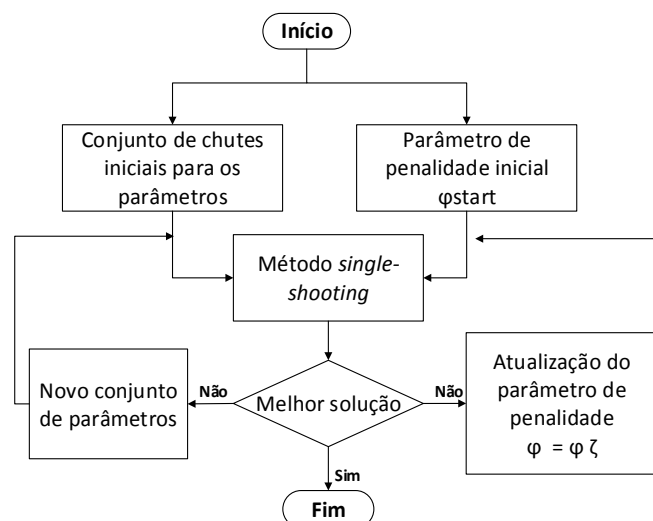 Início
Conjunto de chutes
iniciais para os
parâmetros
Parâmetro de
penalidade inicial
φstart
Método single-
shooting
Novo conjunto
de parâmetros
Não
Melhor solução
Não
Atualização do
parâmetro de
penalidade
φ = φ ζ
Sim
Fim